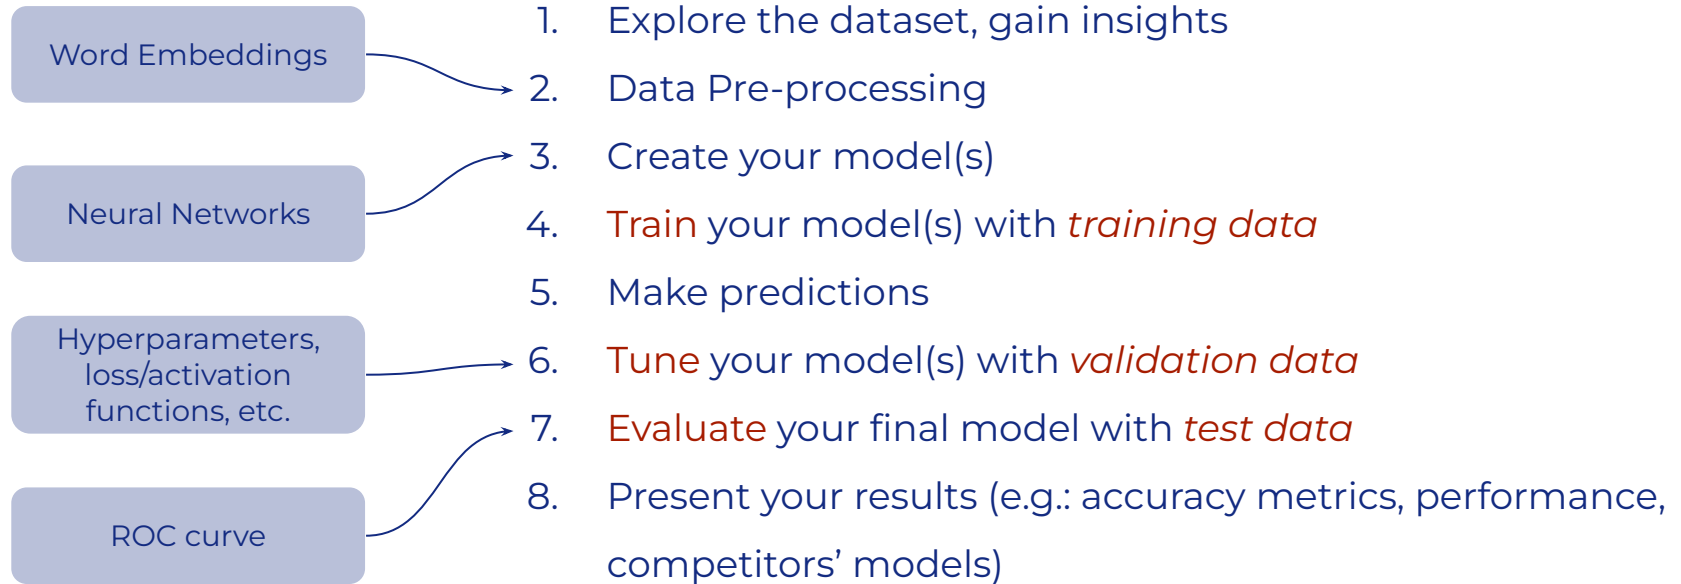 Word Embeddings
Neural Networks
Hyperparameters,
loss/activation
functions, etc.
ROC curve
1. Explore the dataset, gain insights
2. Data Pre-processing
3. Create your model(s)
4. Train your model(s) with training data
5. Make predictions
6. Tune your model(s) with validation data
7. Evaluate your final model with test data
8. Present your results (e.g.: accuracy metrics, performance,
competitors’ models)